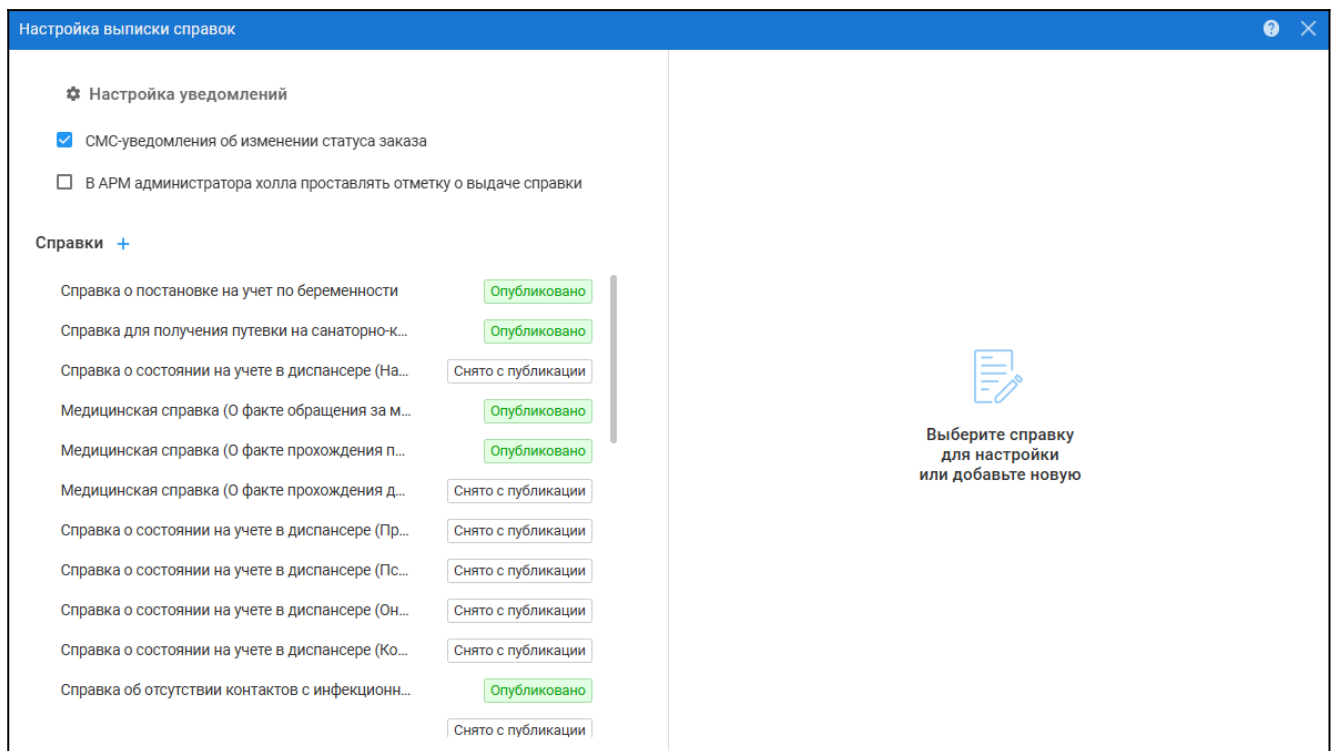 Настройка выписки справок
Настройка уведомлений
СМС-уведомления об изменении статуса заказа
В АРМ администратора холла проставлять отметку о выдаче справки
Справки +
Справка о постановке на учет по беременности Опубликовано
Справка для получения путевки на санаторно-к... Опубликовано
Справка о состоянии на учете в диспансере (На... Снято с публикации
Медицинская справка (О факте обращения за м... Опубликовано
Медицинская справка (О факте прохождения п... Опубликовано
Медицинская справка (О факте прохождения д... Снято с публикации
Справка о состоянии на учете в диспансере (Пр... Снято с публикации
Справка о состоянии на учете в диспансере (Пс... Снято с публикации
Справка о состоянии на учете в диспансере (Он... Снято с публикации
Справка о состоянии на учете в диспансере (Ко... Снято с публикации
Справка об отсутствии контактов с инфекционн... Опубликовано
Снято с публикации
Выберите справку
для настройки
или добавьте новую